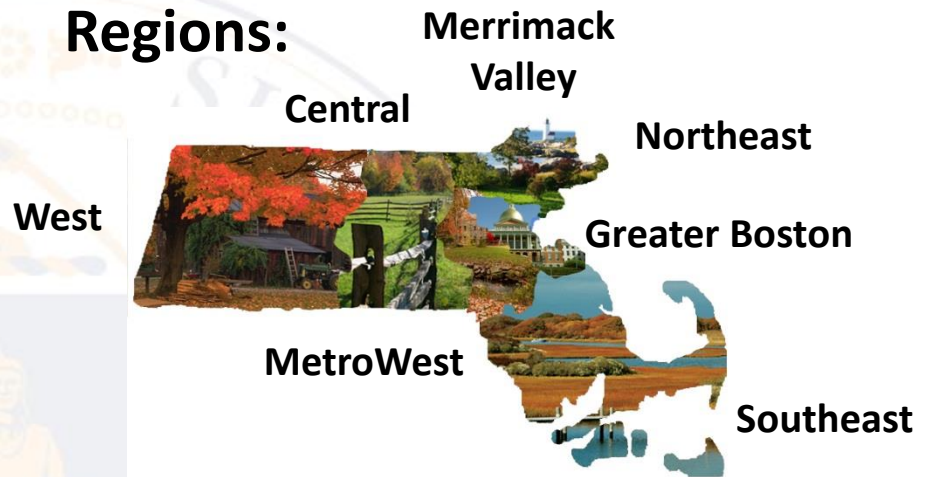 Regions:
Merrimack
Valley
Central
Northeast
West
Greater Boston
MetroWest
Southeast